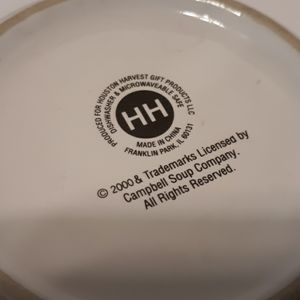 PRODUCED FOR HOUSTON HARVEST GIFT PRODUCTS LLC
DISHWASHER & MICROWAVEABLE SAFE
HH
MADE IN CHINA
FRANKLIN PARK, IL 60131
© 2000 & Trademarks Licensed by
Campbell Soup Company.
All Rights Reserved.